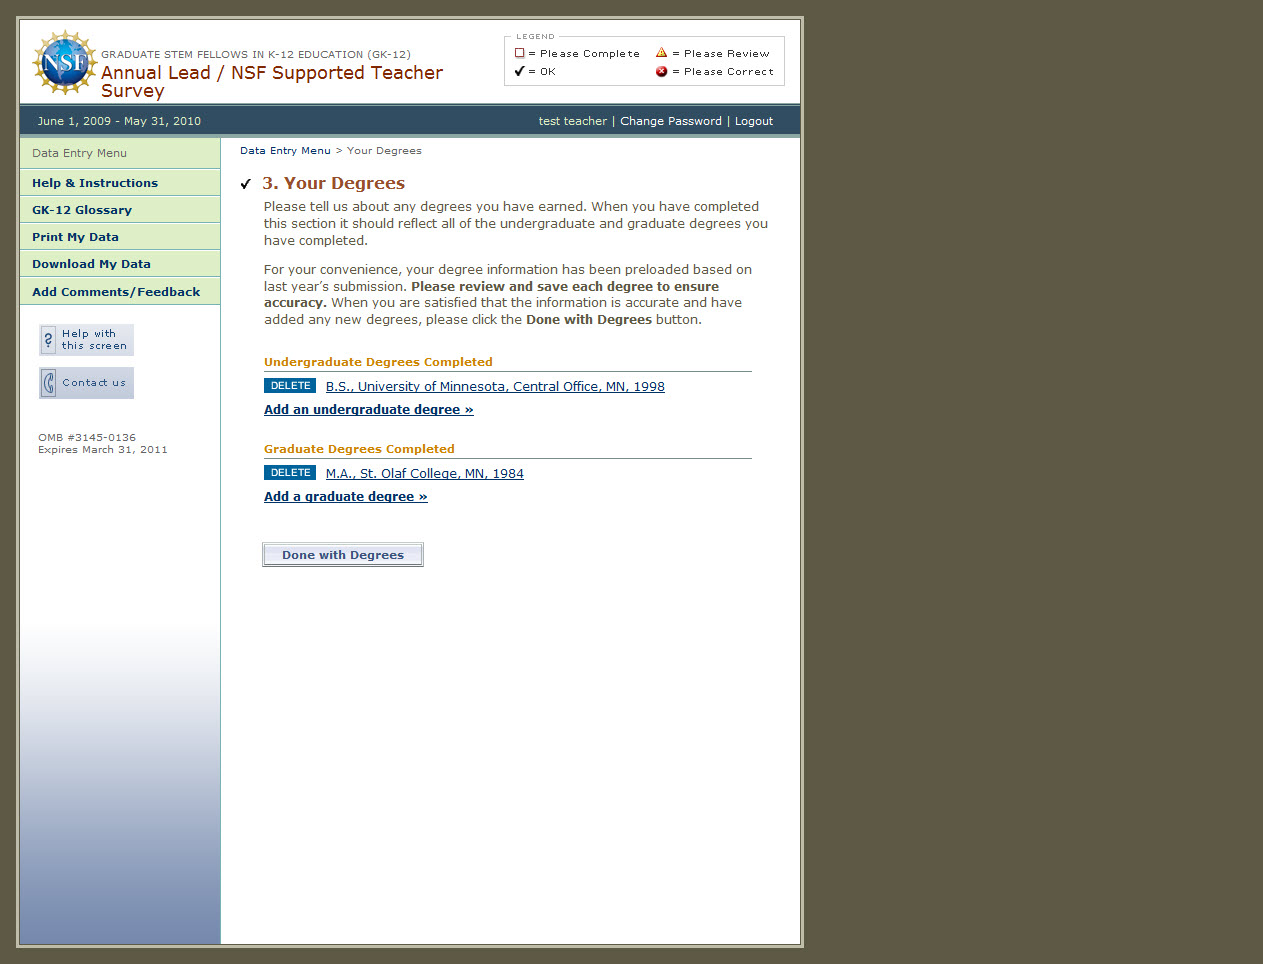 NSF
GRADUATE STEM FELLOWS IN K-12 EDUCATION (GK-12)
Annual Lead / NSF Supported Teacher
Survey
LEGEND
= Please Complete
= Please Review
= OK
= Please Correct
June 1, 2009 - May 31, 2010
test teacher | Change Password | Logout
Data Entry Menu
Help & Instructions
GK-12 Glossary
Print My Data
Download My Data
Add Comments/Feedback
? Help with
this screen
Contact us
OMB #3145-0136
Expires March 31, 2011
Data Entry Menu > Your Degrees
✔ 3. Your Degrees
Please tell us about any degrees you have earned. When you have completed
this section it should reflect all of the undergraduate and graduate degrees you
have completed.
For your convenience, your degree information has been preloaded based on
last year’s submission. Please review and save each degree to ensure
accuracy. When you are satisfied that the information is accurate and have
added any new degrees, please click the Done with Degrees button.
Undergraduate Degrees Completed
DELETE B.S., University of Minnesota, Central Office, MN, 1998
Add an undergraduate degree »
Graduate Degrees Completed
DELETE M.A., St. Olaf College, MN, 1984
Add a graduate degree »
Done with Degrees